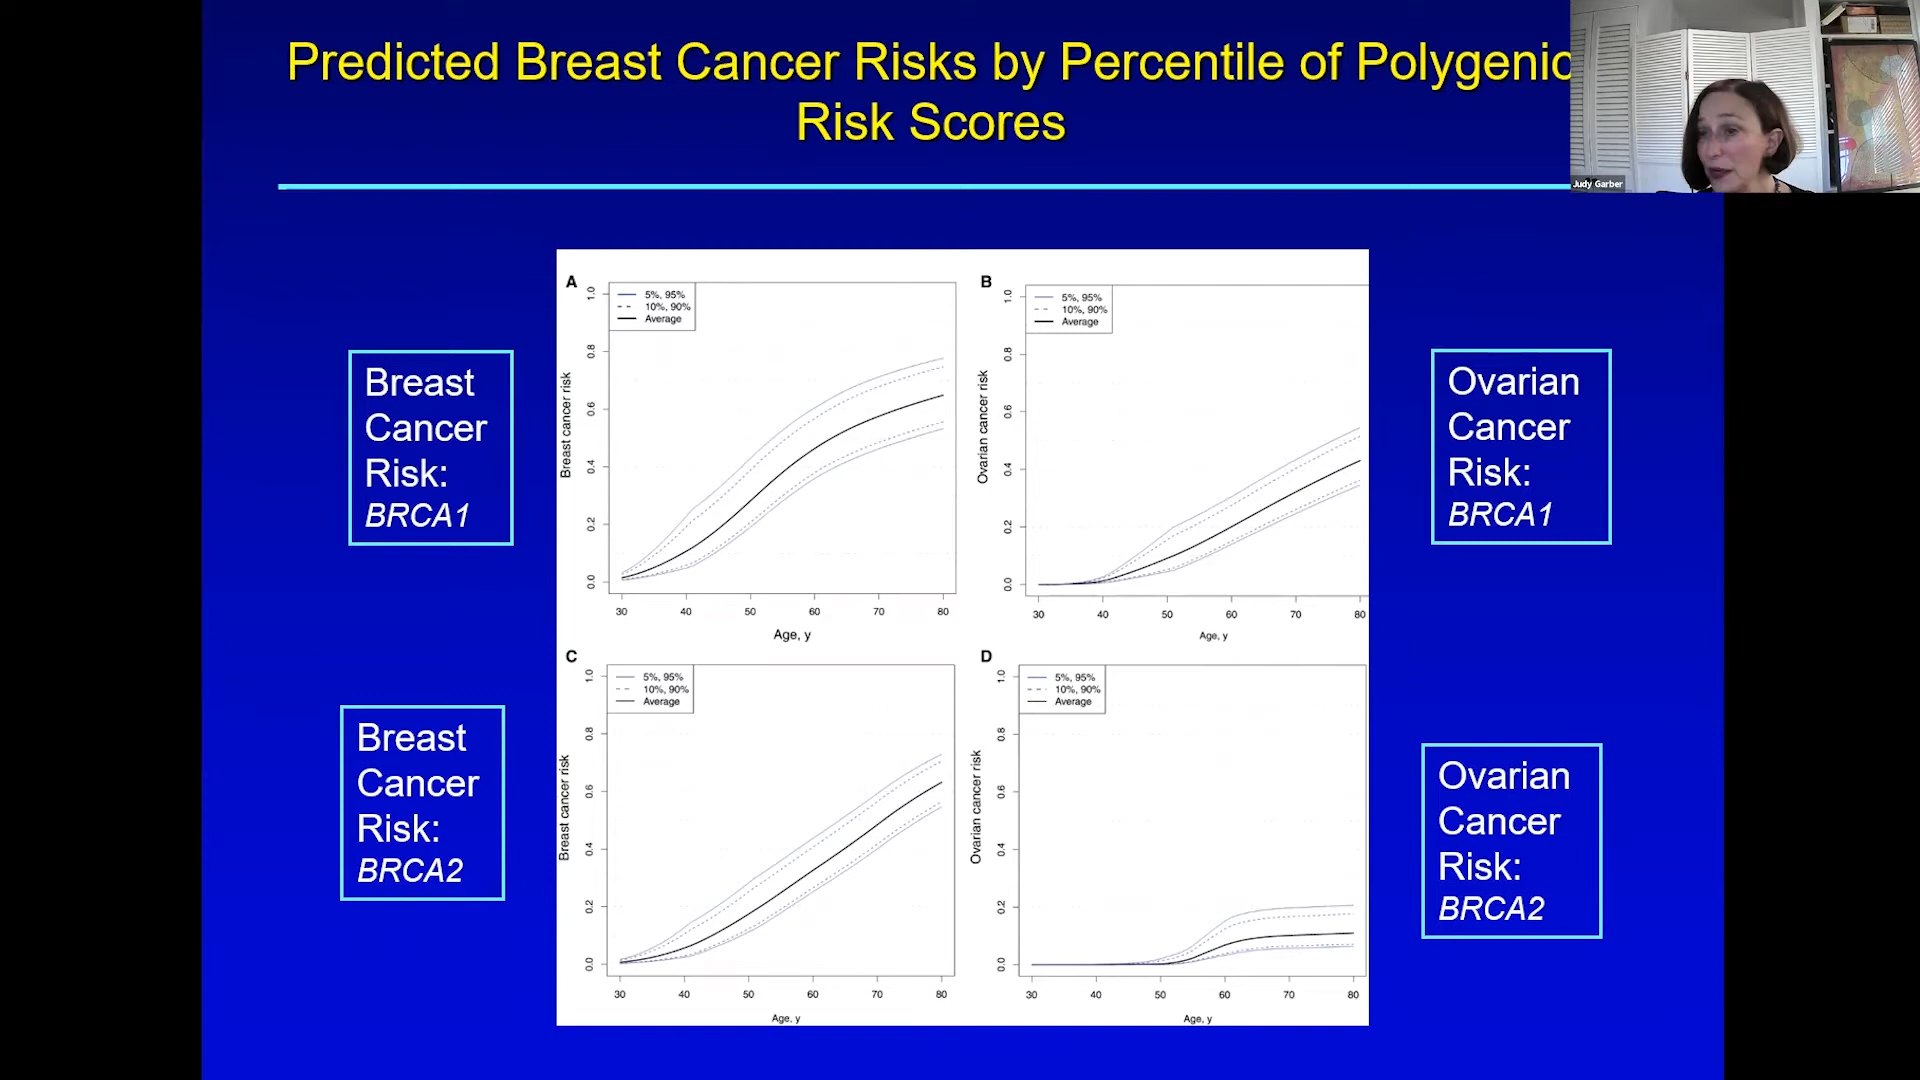 Predicted Breast Cancer Risks by Percentile of Polygenic
Risk Scores
Judy Garber
Breast
Cancer
Risk:
BRCA1
A
5%, 95%
10%, 90%
Average
Breast cancer risk
1.0
0.8
0.6
0.4
0.2
0.0
30 40 50 60 70 80
Age, y
B
5%, 95%
10%, 90%
Average
Ovarian cancer risk
1.0
0.8
0.6
0.4
0.2
0.0
30 40 50 60 70 80
Age, y
Ovarian
Cancer
Risk:
BRCA1
Breast
Cancer
Risk:
BRCA2
C
5%, 95%
10%, 90%
Average
Breast cancer risk
1.0
0.8
0.6
0.4
0.2
0.0
30 40 50 60 70 80
Age, y
D
5%, 95%
10%, 90%
Average
Ovarian cancer risk
1.0
0.8
0.6
0.4
0.2
0.0
30 40 50 60 70 80
Age, y
Ovarian
Cancer
Risk:
BRCA2